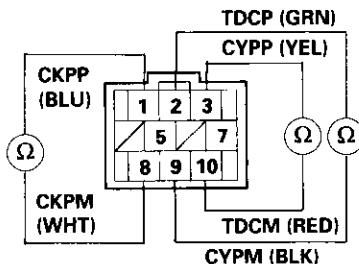 TDCP (GRN)
CYPP (YEL)
CKPP
(BLU)
1 2 3
5 7
8 9 10
Ω Ω Ω
CKPM
(WHT)
TDCM (RED)
CYPM (BLK)